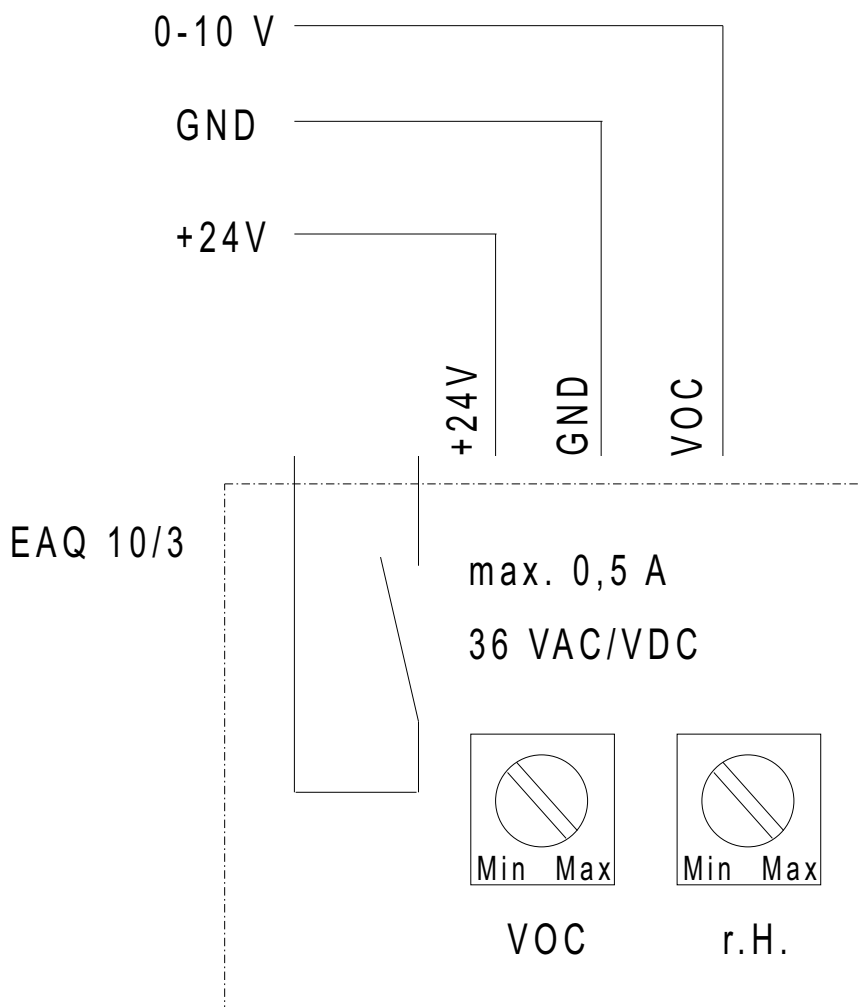 0-10 V
GND
+24V
+24V
GND
VOC
EAQ 10/3
max. 0,5 A
36 VAC/VDC
Min Max
Min Max
VOC
r.H.